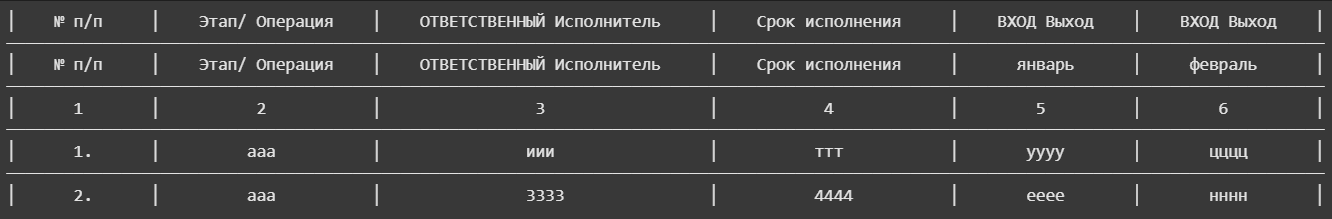 | № п/п | Этап/ Операция | ОТВЕТСТВЕННЫЙ Исполнитель | Срок исполнения | ВХОД Выход | ВХОД Выход |
| № п/п | Этап/ Операция | ОТВЕТСТВЕННЫЙ Исполнитель | Срок исполнения | январь | февраль |
| 1 | 2 | 3 | 4 | 5 | 6 |
| 1. | ааа | иии | ттт | уууу | цццц |
| 2. | ааа | 3333 | 4444 | ееее | нннн |